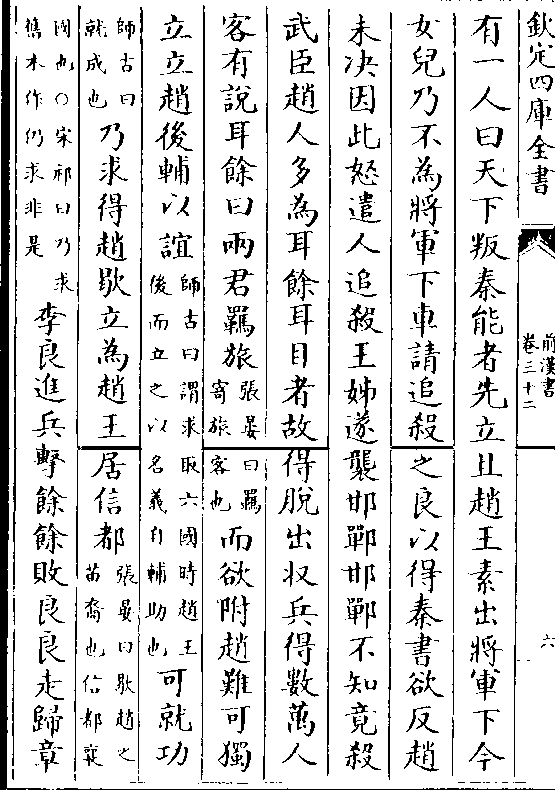 欽定四庫全書
前漢書
卷三十二
六
有一人曰天下叛秦能者先立且趙王素出將軍下今
女兒乃不為將軍下車請追殺之良以得秦書欲反趙
未决因此怒遣人追殺王姊遂襲邯鄲邯鄲不知竟殺
武臣趙人多為耳餘耳目者故得脫出收兵得數萬人
客有說耳餘曰兩君羈旅張晏曰羈寄旅客也而欲附趙難可獨
立立趙後輔以誼師古曰謂求取六國時趙王後而立之以名義自輔助也可就功
師古曰就成也乃求得趙歇立為趙王居信都張晏曰歇趙之苗裔也信都襄
國也○宋祁曰乃求舊本作仍求非是李良進兵擊餘餘敗良良走歸章